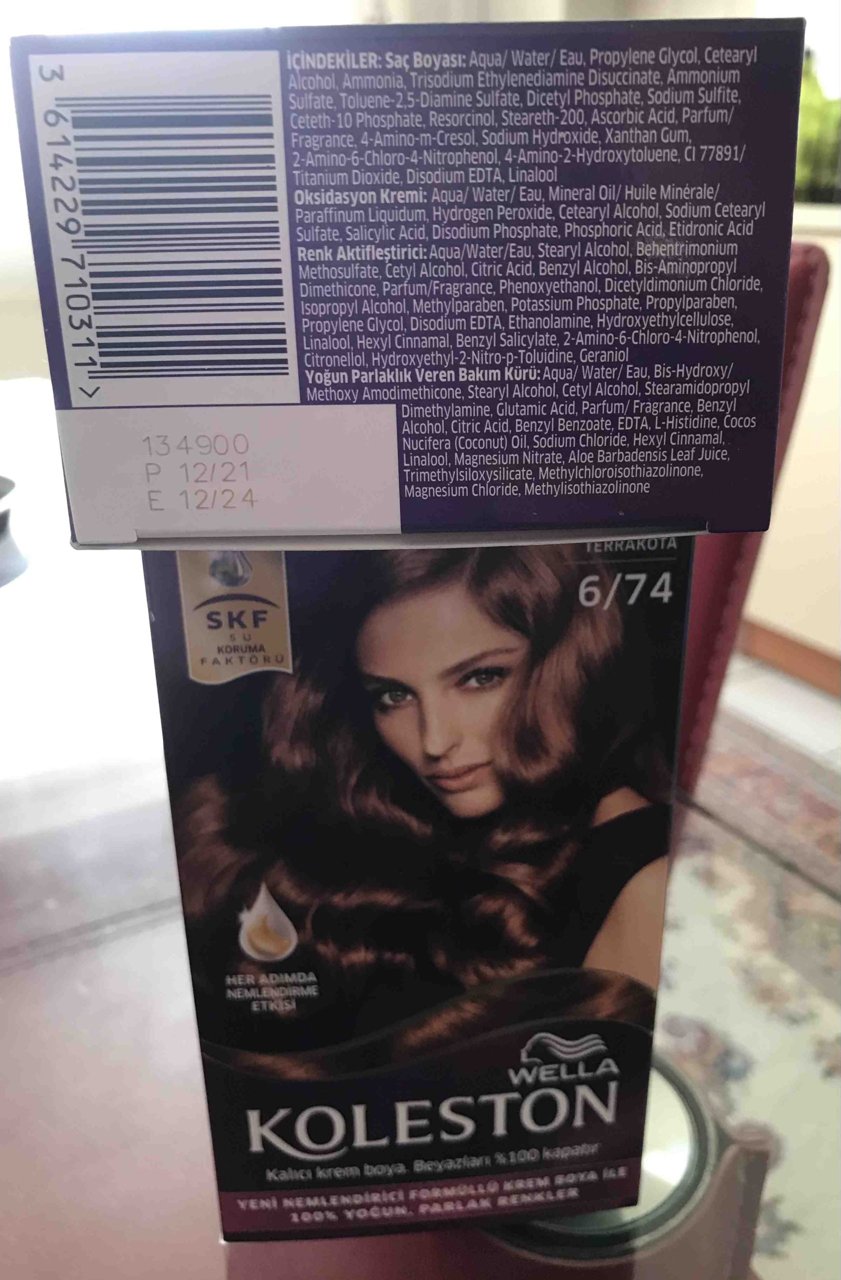 İÇİNDEKİLER: Saç Boyası: Aqua/ Water/ Eau, Propylene Glycol, Cetearyl
Alcohol, Ammonia, Trisodium Ethylenediamine Disuccinate, Ammonium
Sulfate, Toluene-2,5-Diamine Sulfate, Dicetyl Phosphate, Sodium Sulfite,
Ceteth-10 Phosphate, Resorcinol, Steareth-200, Ascorbic Acid, Parfum/
Fragrance, 4-Amino-m-Cresol, Sodium Hydroxide, Xanthan Gum,
2-Amino-6-Chloro-4-Nitrophenol, 4-Amino-2-Hydroxytoluene, CI 77891/
Titanium Dioxide, Disodium EDTA, Linalool
Oksidasyon Kremi: Aqua/ Water/ Eau, Mineral Oil/ Huile Minérale/
Paraffinum Liquidum, Hydrogen Peroxide, Cetearyl Alcohol, Sodium Cetearyl
Sulfate, Salicylic Acid, Disodium Phosphate, Phosphoric Acid, Etidronic Acid
Renk Aktifleştirici: Aqua/Water/Eau, Stearyl Alcohol, Behentrimonium
Methosulfate, Cetyl Alcohol, Citric Acid, Benzyl Alcohol, Bis-Aminopropyl
Dimethicone, Parfum/Fragrance, Phenoxyethanol, Dicetyldimonium Chloride,
Isopropyl Alcohol, Methylparaben, Potassium Phosphate, Propylparaben,
Propylene Glycol, Disodium EDTA, Ethanolamine, Hydroxyethylcellulose,
Linalool, Hexyl Cinnamal, Benzyl Salicylate, 2-Amino-6-Chloro-4-Nitrophenol,
Citronellol, Hydroxyethyl-2-Nitro-p-Toluidine, Geraniol
Yoğun Parlaklık Veren Bakım Kürü: Aqua/ Water/ Eau, Bis-Hydroxy/
Methoxy Amodimethicone, Stearyl Alcohol, Cetyl Alcohol, Stearamidopropyl
Dimethylamine, Glutamic Acid, Parfum/ Fragrance, Benzyl
Alcohol, Citric Acid, Benzyl Benzoate, EDTA, L-Histidine, Cocos
Nucifera (Coconut) Oil, Sodium Chloride, Hexyl Cinnamal,
Linalool, Magnesium Nitrate, Aloe Barbadensis Leaf Juice,
Trimethylsiloxysilicate, Methylchloroisothiazolinone,
Magnesium Chloride, Methylisothiazolinone
3 614229 710311 >
134900
P 12/21
E 12/24
TERRAKOTA
6/74
SKF
SU
KORUMA
FAKTÖRÜ
HER ADIMDA
NEMLENDİRME
ETKİSİ
WELLA
KOLESTON
Kalıcı krem boya. Beyazları %100 kapatır
YENİ NEMLENDİRİCİ FORMÜLLÜ KREM BOYA İLE
100% YOĞUN, PARLAK RENKLER